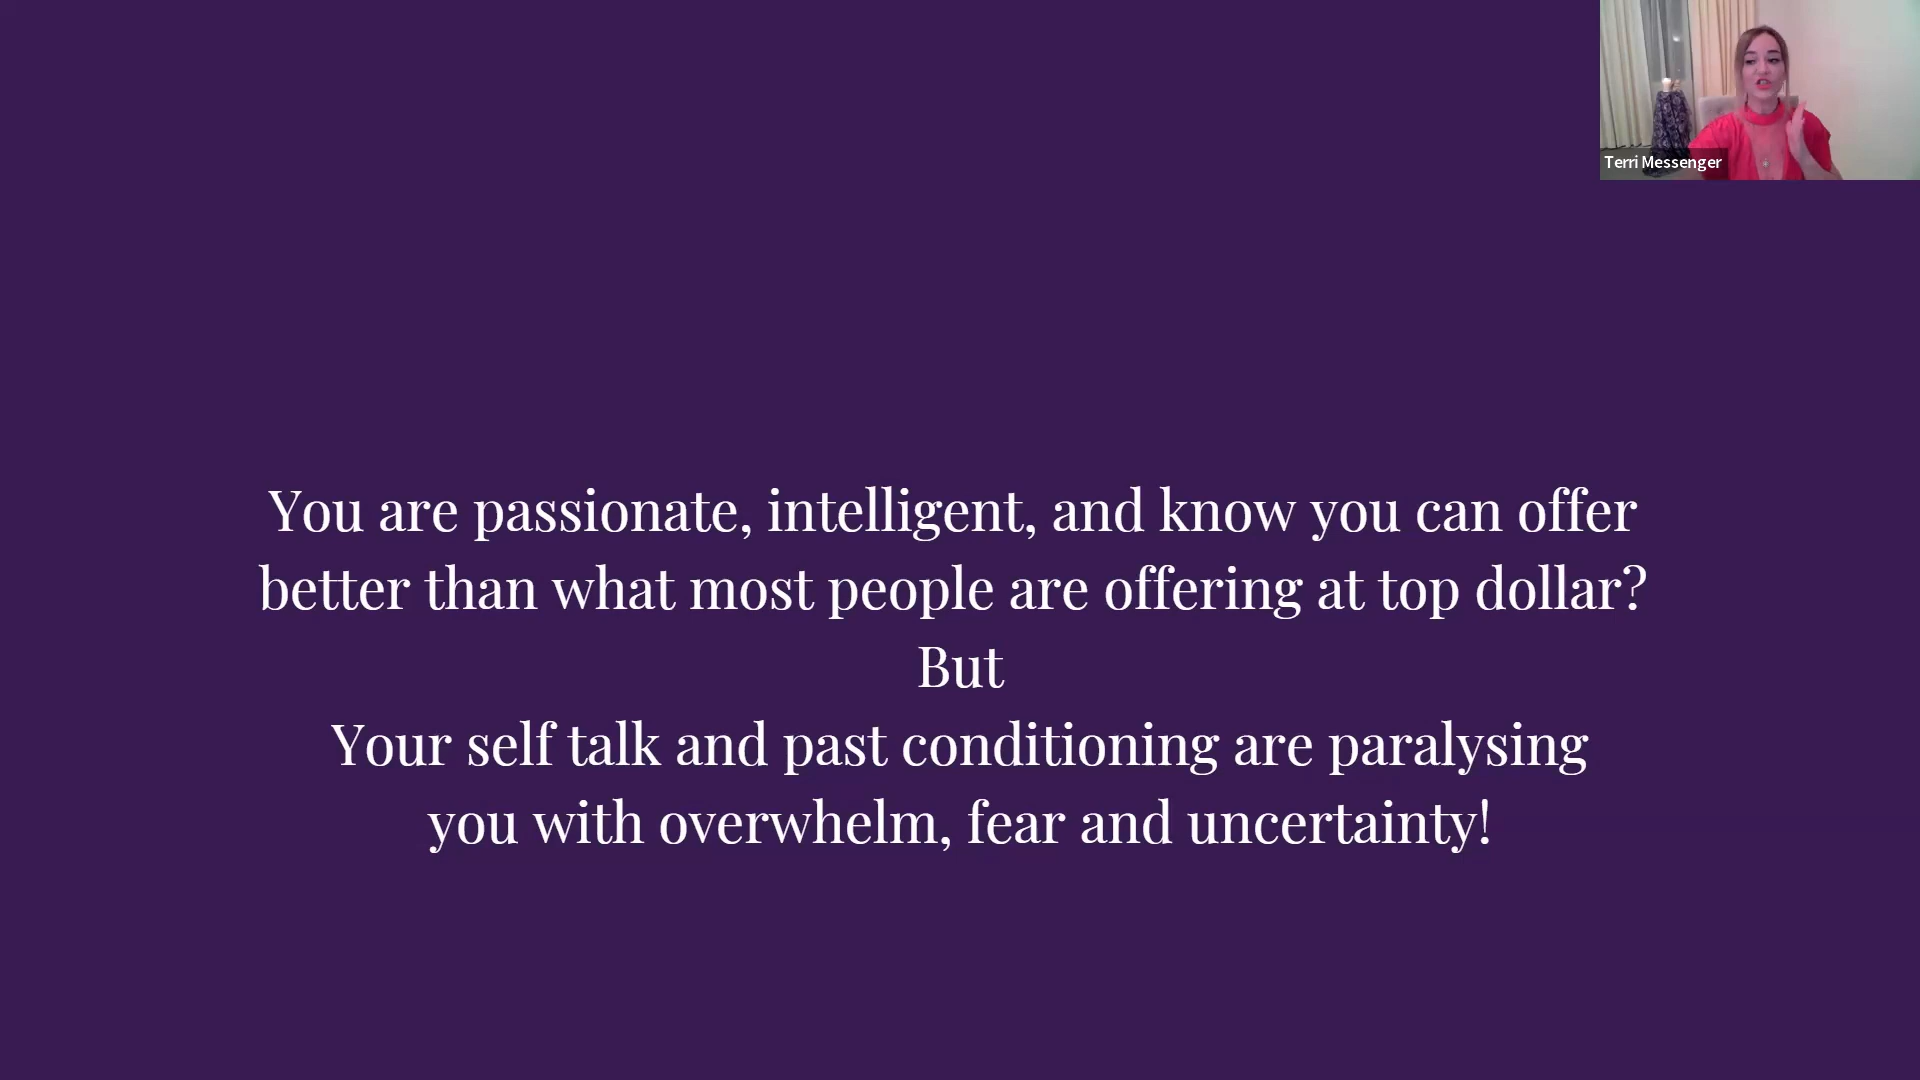 Terri Messenger
You are passionate, intelligent, and know you can offer
better than what most people are offering at top dollar?
But
Your self talk and past conditioning are paralysing
you with overwhelm, fear and uncertainty!